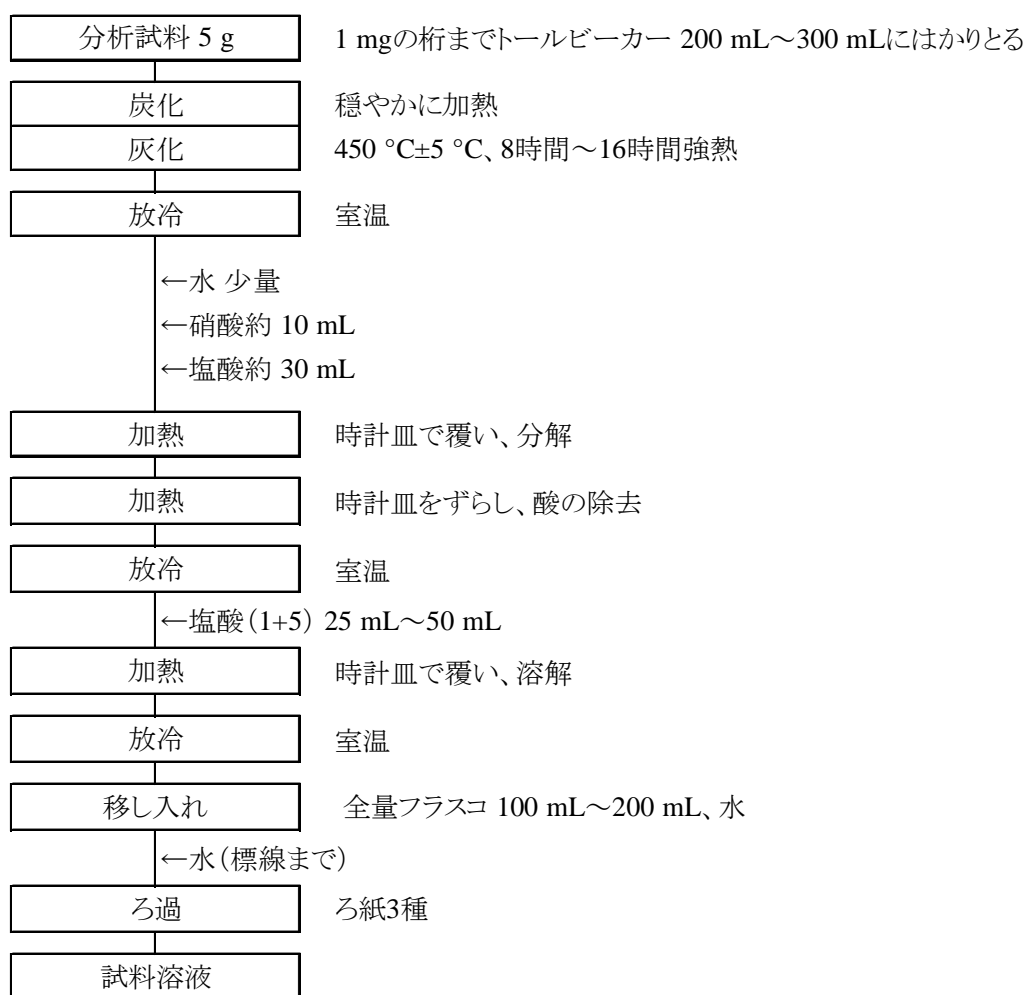 分析試料 5 g 1 mgの桁までトールビーカー 200 mL～300 mLにはかりとる
炭化 穏やかに加熱
灰化 450 °C±5 °C、8時間～16時間強熱
放冷 室温
←水 少量
←硝酸約 10 mL
←塩酸約 30 mL
加熱 時計皿で覆い、分解
加熱 時計皿をずらし、酸の除去
放冷 室温
←塩酸（1+5） 25 mL～50 mL
加熱 時計皿で覆い、溶解
放冷 室温
移し入れ 全量フラスコ 100 mL～200 mL、水
←水（標線まで）
ろ過 ろ紙3種
試料溶液